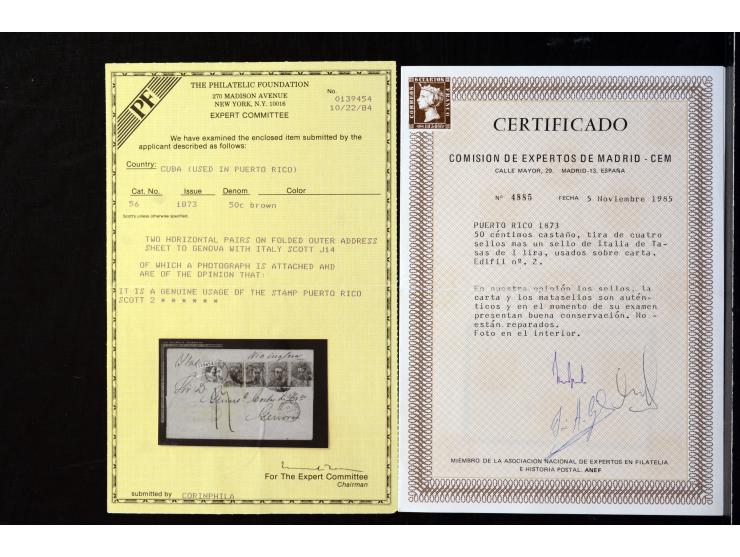 PF
THE PHILATELIC FOUNDATION
270 MADISON AVENUE
NEW YORK, N.Y. 10016
EXPERT COMMITTEE
No. 0139454
10/22/84
We have examined the enclosed item submitted by the
applicant described as follows:
Country: CUBA (USED IN PUERTO RICO)
Cat. No. Issue Denom Color
56 1873 50c brown
Scott's unless otherwise specified
TWO HORIZONTAL PAIRS ON FOLDED OUTER ADDRESS
SHEET TO GENOVA WITH ITALY SCOTT J14
OF WHICH A PHOTOGRAPH IS ATTACHED AND
ARE OF THE OPINION THAT:
IT IS A GENUINE USAGE OF THE STAMP PUERTO RICO
SCOTT 2 * * * * * *
For The Expert Committee
Chairman
submitted by CORINPHILA
CORREOS
6 CUARTOS
FRANCO
CERTIFICADO
COMISION DE EXPERTOS DE MADRID - CEM
CALLE MAYOR, 29. MADRID-13. ESPAÑA
Nº 4885 FECHA 5 Noviembre 1985
PUERTO RICO 1873
50 céntimos castaño, tira de cuatro
sellos mas un sello de Italia de Ta-
sas de 1 lira, usados sobre carta.
Edifil nº. 2.
En nuestra opinión los sellos, la
carta y los matasellos son autén-
ticos y en el momento de su examen
presentan buena conservación. No -
están reparados.
Foto en el interior.
MIEMBRO DE LA ASOCIACION NACIONAL DE EXPERTOS EN FILATELIA
E HISTORIA POSTAL. ANEF